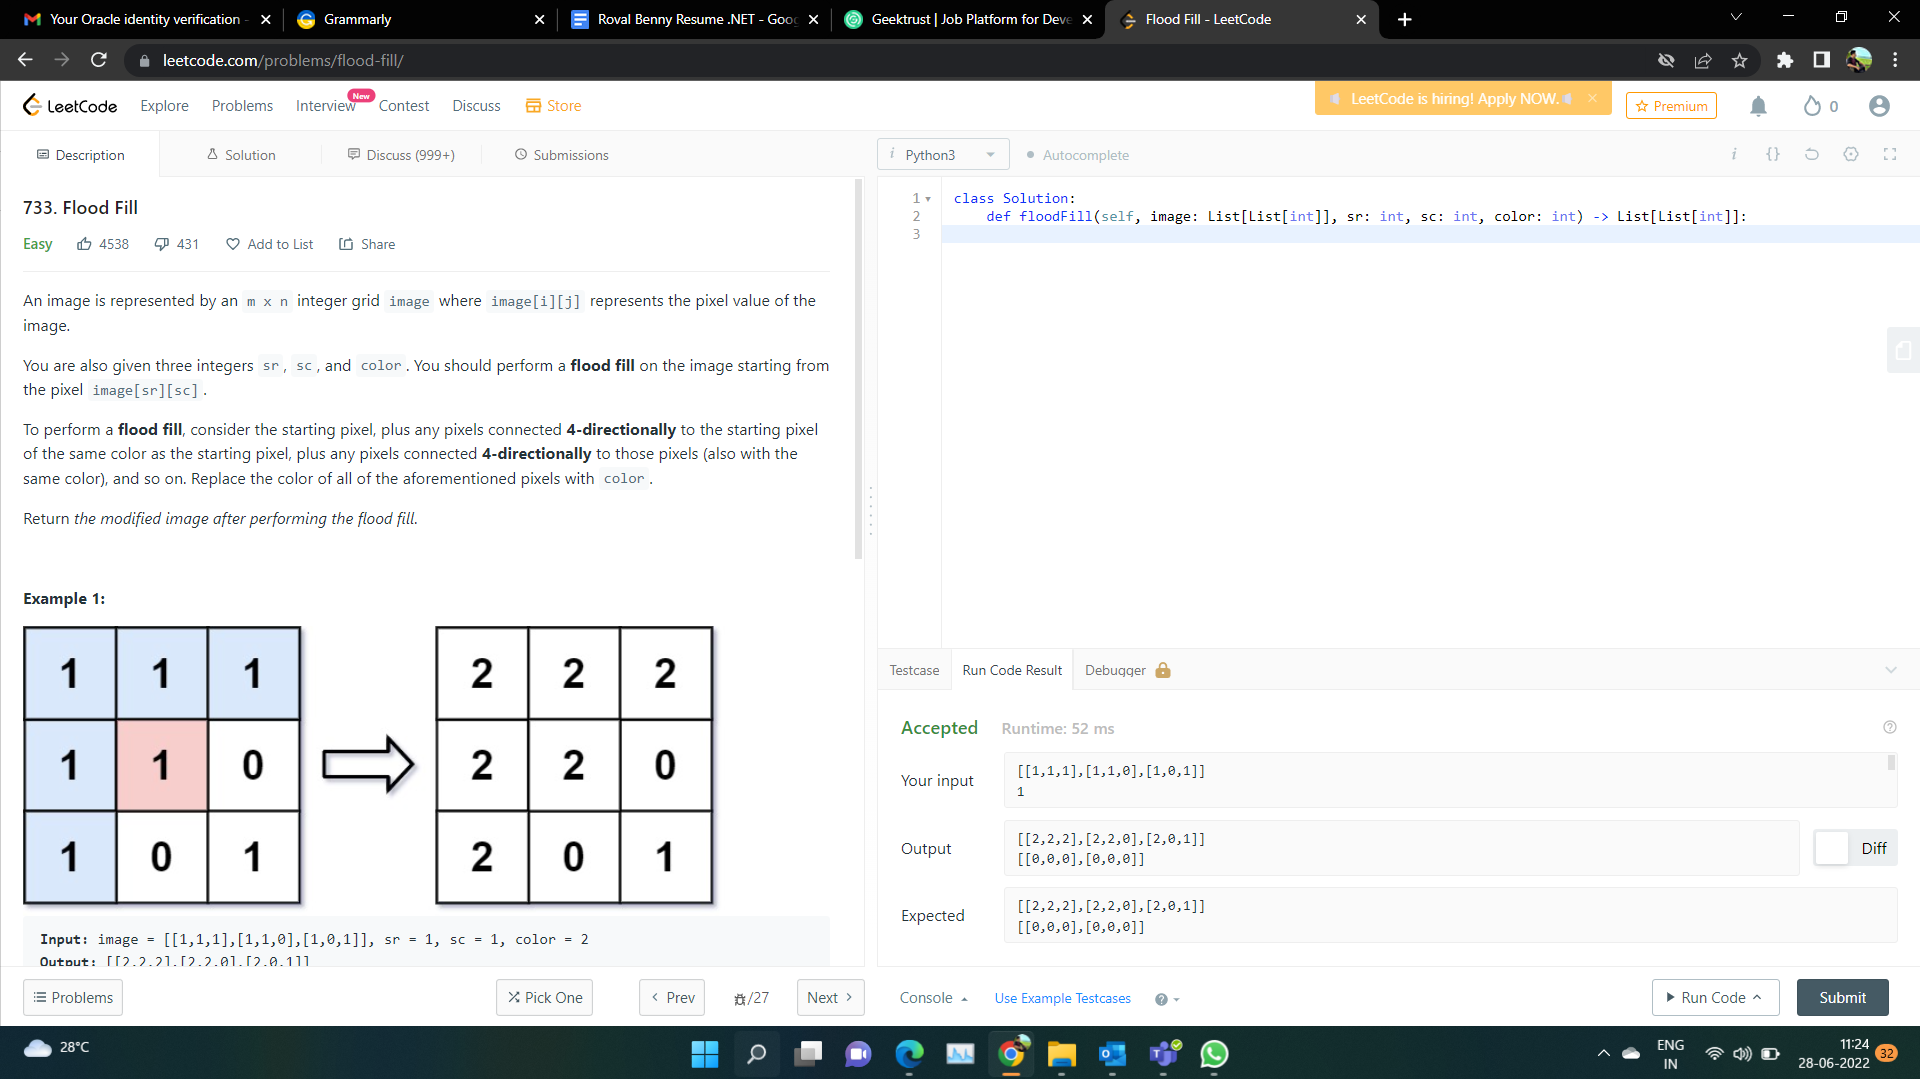 Your Oracle identity verification -
Grammarly
Roval Benny Resume .NET - Goog
Geektrust | Job Platform for Deve
Flood Fill - LeetCode
leetcode.com/problems/flood-fill/
LeetCode
Explore
Problems
Interview
New
Contest
Discuss
Store
LeetCode is hiring! Apply NOW.
Premium
0
Description
Solution
Discuss (999+)
Submissions
i Python3
Autocomplete
i {}
733. Flood Fill
Easy 4538 431 Add to List Share
An image is represented by an m x n integer grid image where image[i][j] represents the pixel value of the
image.
You are also given three integers sr, sc, and color. You should perform a flood fill on the image starting from
the pixel image[sr][sc].
To perform a flood fill, consider the starting pixel, plus any pixels connected 4-directionally to the starting pixel
of the same color as the starting pixel, plus any pixels connected 4-directionally to those pixels (also with the
same color), and so on. Replace the color of all of the aforementioned pixels with color.
Return the modified image after performing the flood fill.
Example 1:
1 1 1
1 1 0
1 0 1
2 2 2
2 2 0
2 0 1
Input: image = [[1,1,1],[1,1,0],[1,0,1]], sr = 1, sc = 1, color = 2
Output: [[2,2,2],[2,2,0],[2,0,1]]
1 class Solution:
2 def floodFill(self, image: List[List[int]], sr: int, sc: int, color: int) -> List[List[int]]:
3
Testcase
Run Code Result
Debugger
Accepted Runtime: 52 ms
Your input
[[1,1,1],[1,1,0],[1,0,1]]
1
Output
[[2,2,2],[2,2,0],[2,0,1]]
[[0,0,0],[0,0,0]]
Diff
Expected
[[2,2,2],[2,2,0],[2,0,1]]
[[0,0,0],[0,0,0]]
Problems
Pick One
Prev
/27
Next
Console
Use Example Testcases
Run Code
Submit
28°C
ENG
IN
11:24
28-06-2022
32